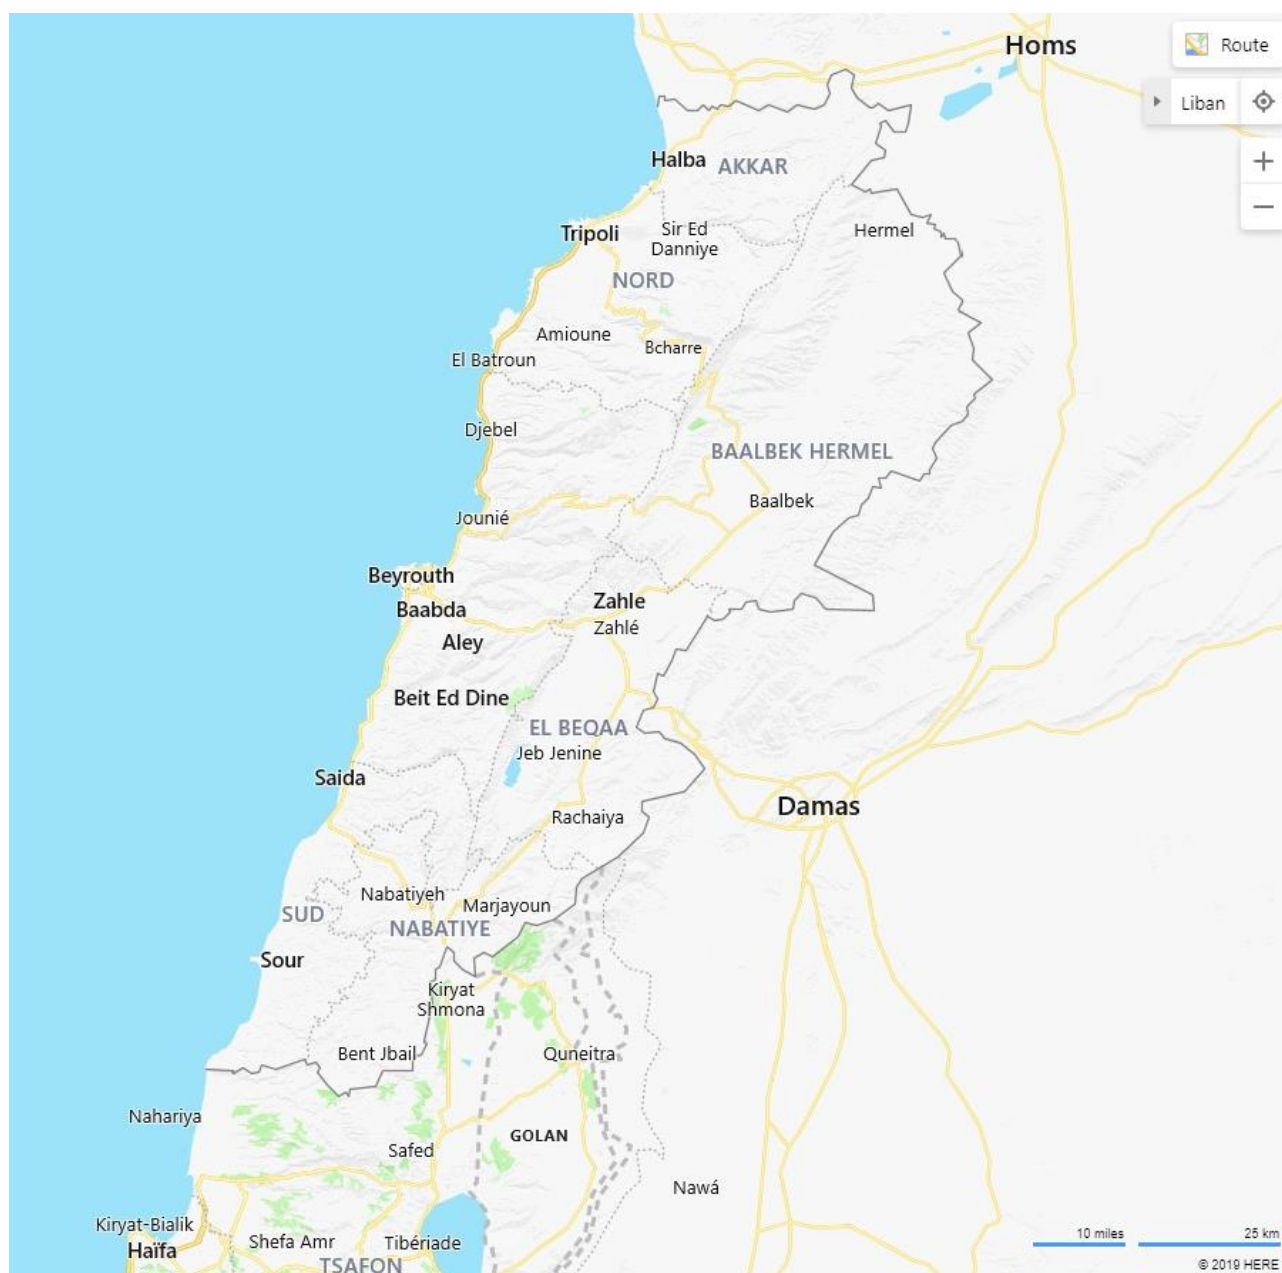 Homs
Route
Liban
Halba
AKKAR
Tripoli
Sir Ed
Danniye
Hermel
NORD
Amioune
Bcharre
El Batroun
Djebel
BAALBEK HERMEL
Baalbek
Jounié
Beyrouth
Baabda
Zahle
Zahlé
Aley
Beit Ed Dine
EL BEQAA
Jeb Jenine
Saida
Damas
Rachaiya
Nabatiyeh
Marjayoun
SUD
NABATIYE
Sour
Kiryat
Shmona
Bent Jbail
Quneitra
Nahariya
GOLAN
Safed
Nawá
Kiryat-Bialik
Haïfa
Shefa Amr
Tibériade
TSAFON
10 miles
25 km
© 2019 HERE